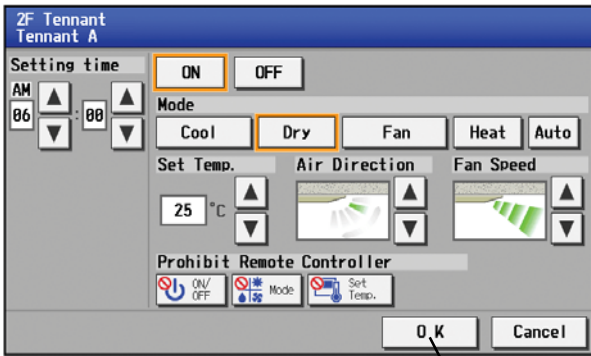 2F Tennant
Tennant A
Setting time
ON OFF
AM
06 : 00
Mode
Cool Dry Fan Heat Auto
Set Temp. Air Direction Fan Speed
25 °C
Prohibit Remote Controller
ON/OFF Mode Set Temp.
OK Cancel